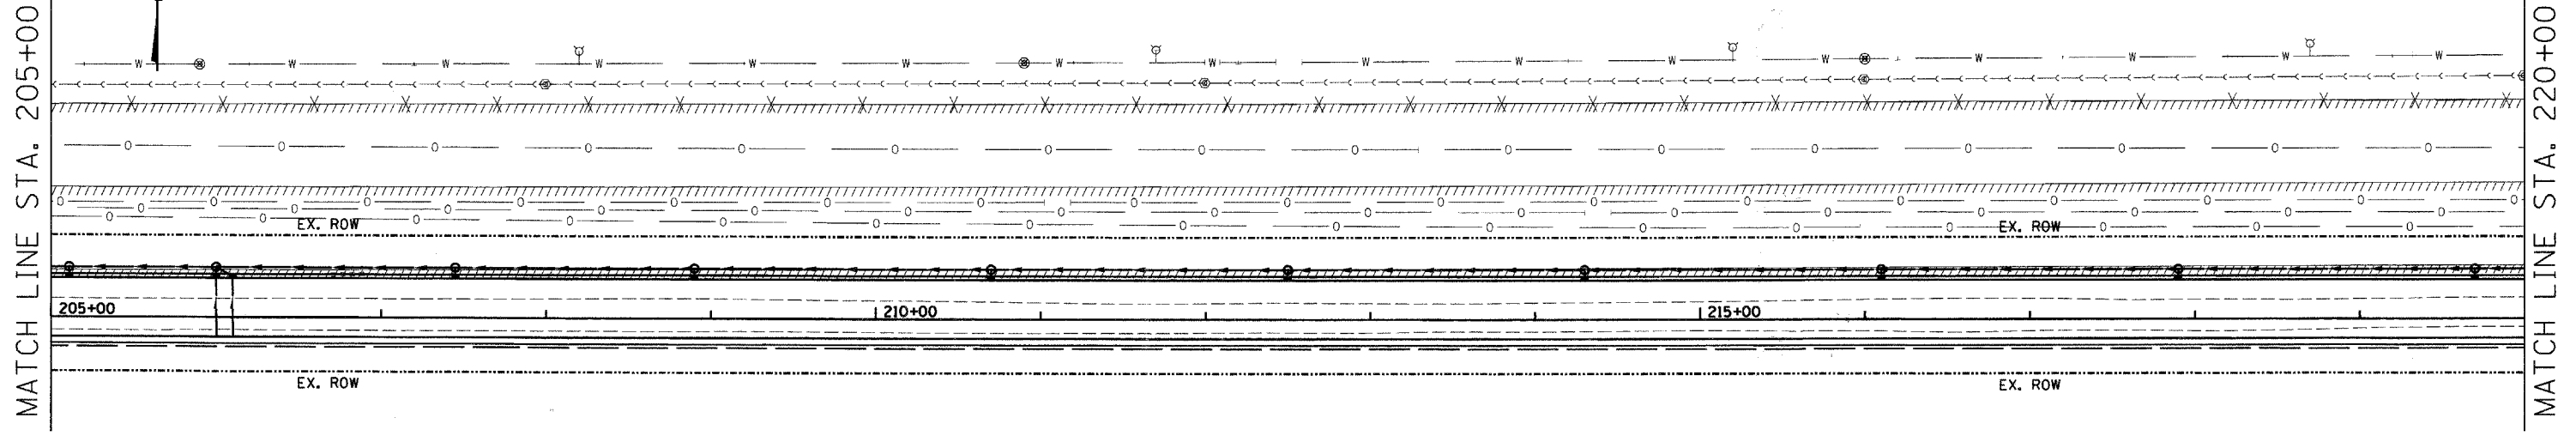 MATCH LINE STA. 205+00
W W W W W W W W W W W W W W W W
O O O O O O O O O O O O O O O O
EX. ROW EX. ROW
205+00 210+00 215+00
EX. ROW EX. ROW
MATCH LINE STA. 220+00